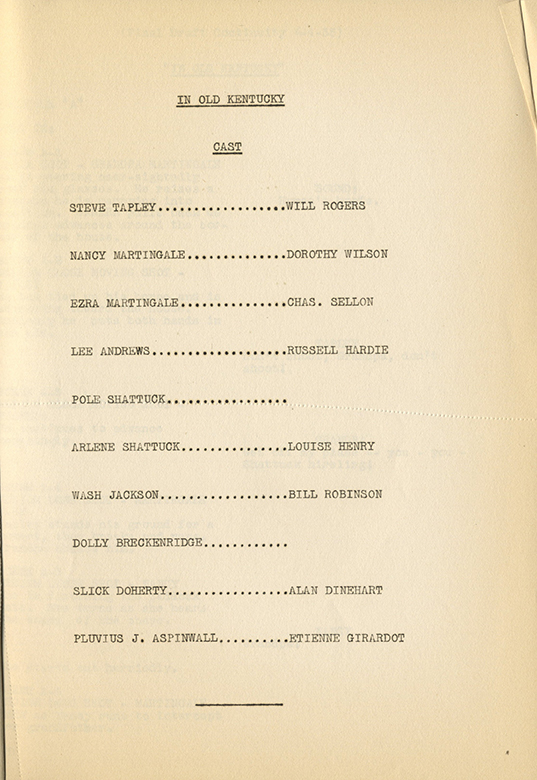 IN OLD KENTUCKY
CAST
STEVE TAPLEY..................WILL ROGERS
NANCY MARTINGALE..............DOROTHY WILSON
EZRA MARTINGALE...............CHAS. SELLON
LEE ANDREWS...................RUSSELL HARDIE
POLE SHATTUCK.................
ARLENE SHATTUCK...............LOUISE HENRY
WASH JACKSON..................BILL ROBINSON
DOLLY BRECKENRIDGE............
SLICK DOHERTY.................ALAN DINEHART
PLUVIUS J. ASPINWALL..........ETIENNE GIRARDOT